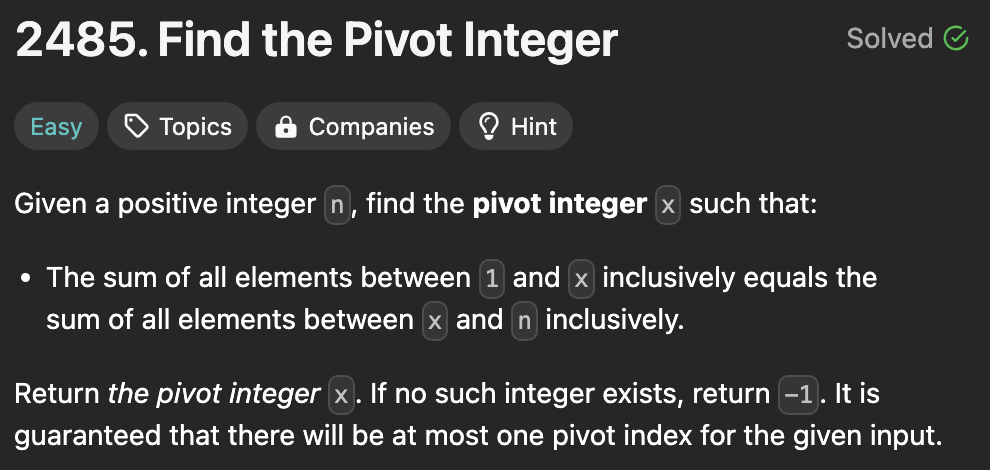 2485. Find the Pivot Integer
Solved
Easy Topics Companies Hint
Given a positive integer n, find the pivot integer x such that:
• The sum of all elements between 1 and x inclusively equals the
sum of all elements between x and n inclusively.
Return the pivot integer x. If no such integer exists, return -1. It is
guaranteed that there will be at most one pivot index for the given input.